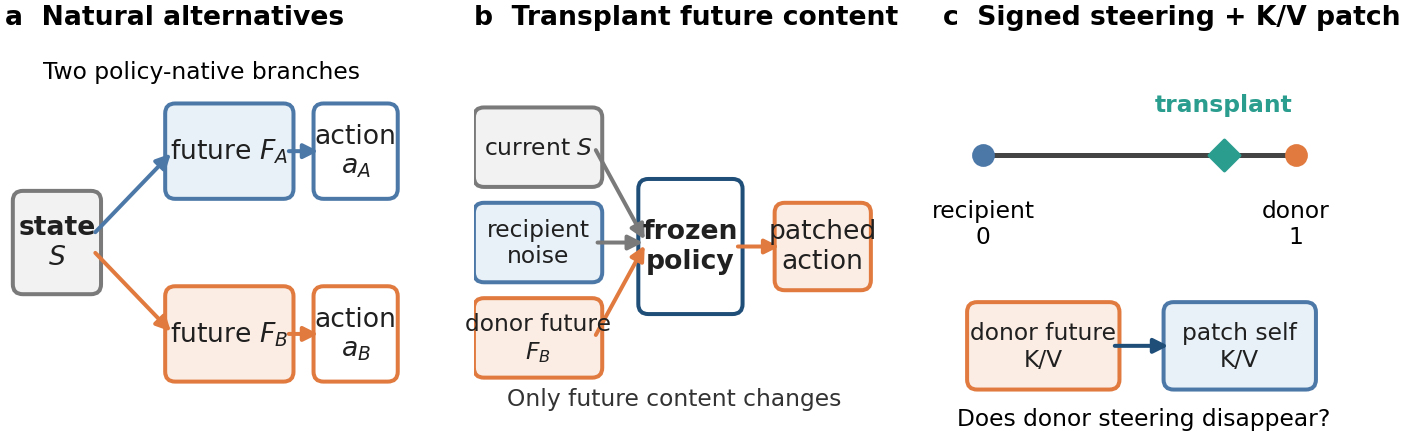 a Natural alternatives
Two policy-native branches
state
S
future F_A
action
a_A
future F_B
action
a_B
b Transplant future content
current S
recipient
noise
donor future
F_B
frozen
policy
patched
action
Only future content changes
c Signed steering + K/V patch
transplant
recipient
0
donor
1
donor future
K/V
patch self
K/V
Does donor steering disappear?